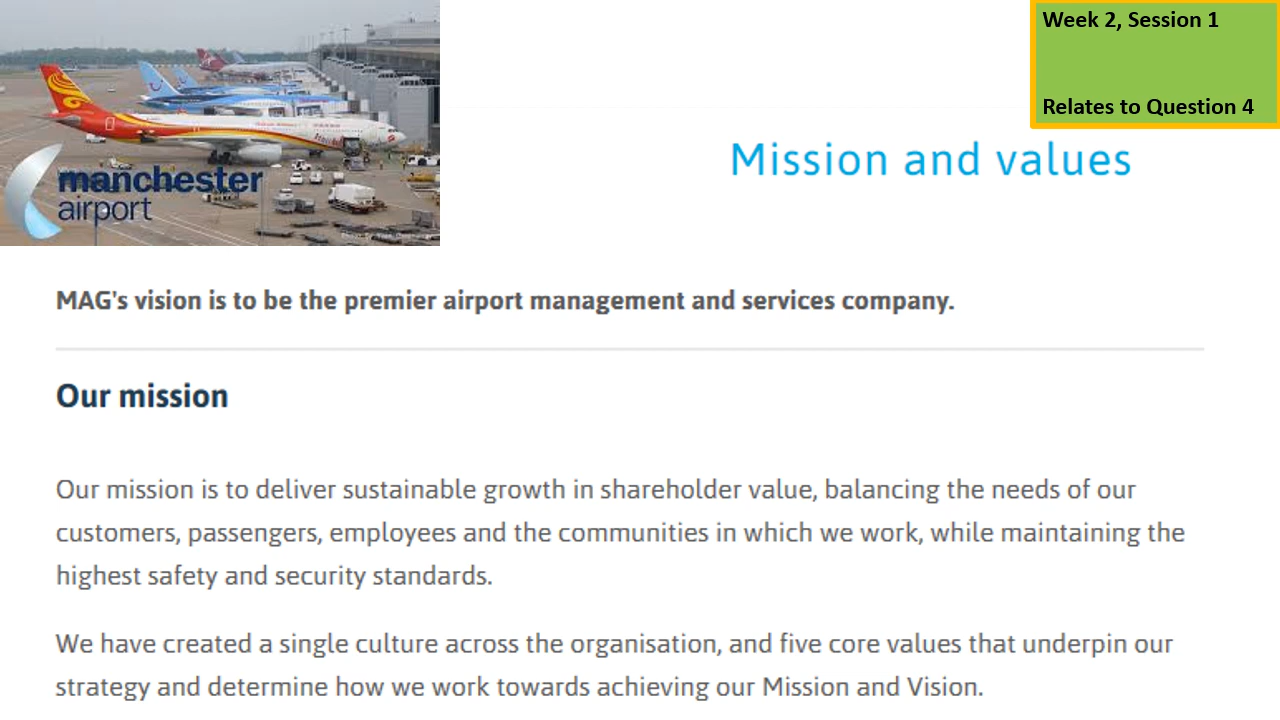 Week 2, Session 1
Relates to Question 4
manchester
airport
Mission and values
MAG's vision is to be the premier airport management and services company.
Our mission
Our mission is to deliver sustainable growth in shareholder value, balancing the needs of our
customers, passengers, employees and the communities in which we work, while maintaining the
highest safety and security standards.
We have created a single culture across the organisation, and five core values that underpin our
strategy and determine how we work towards achieving our Mission and Vision.